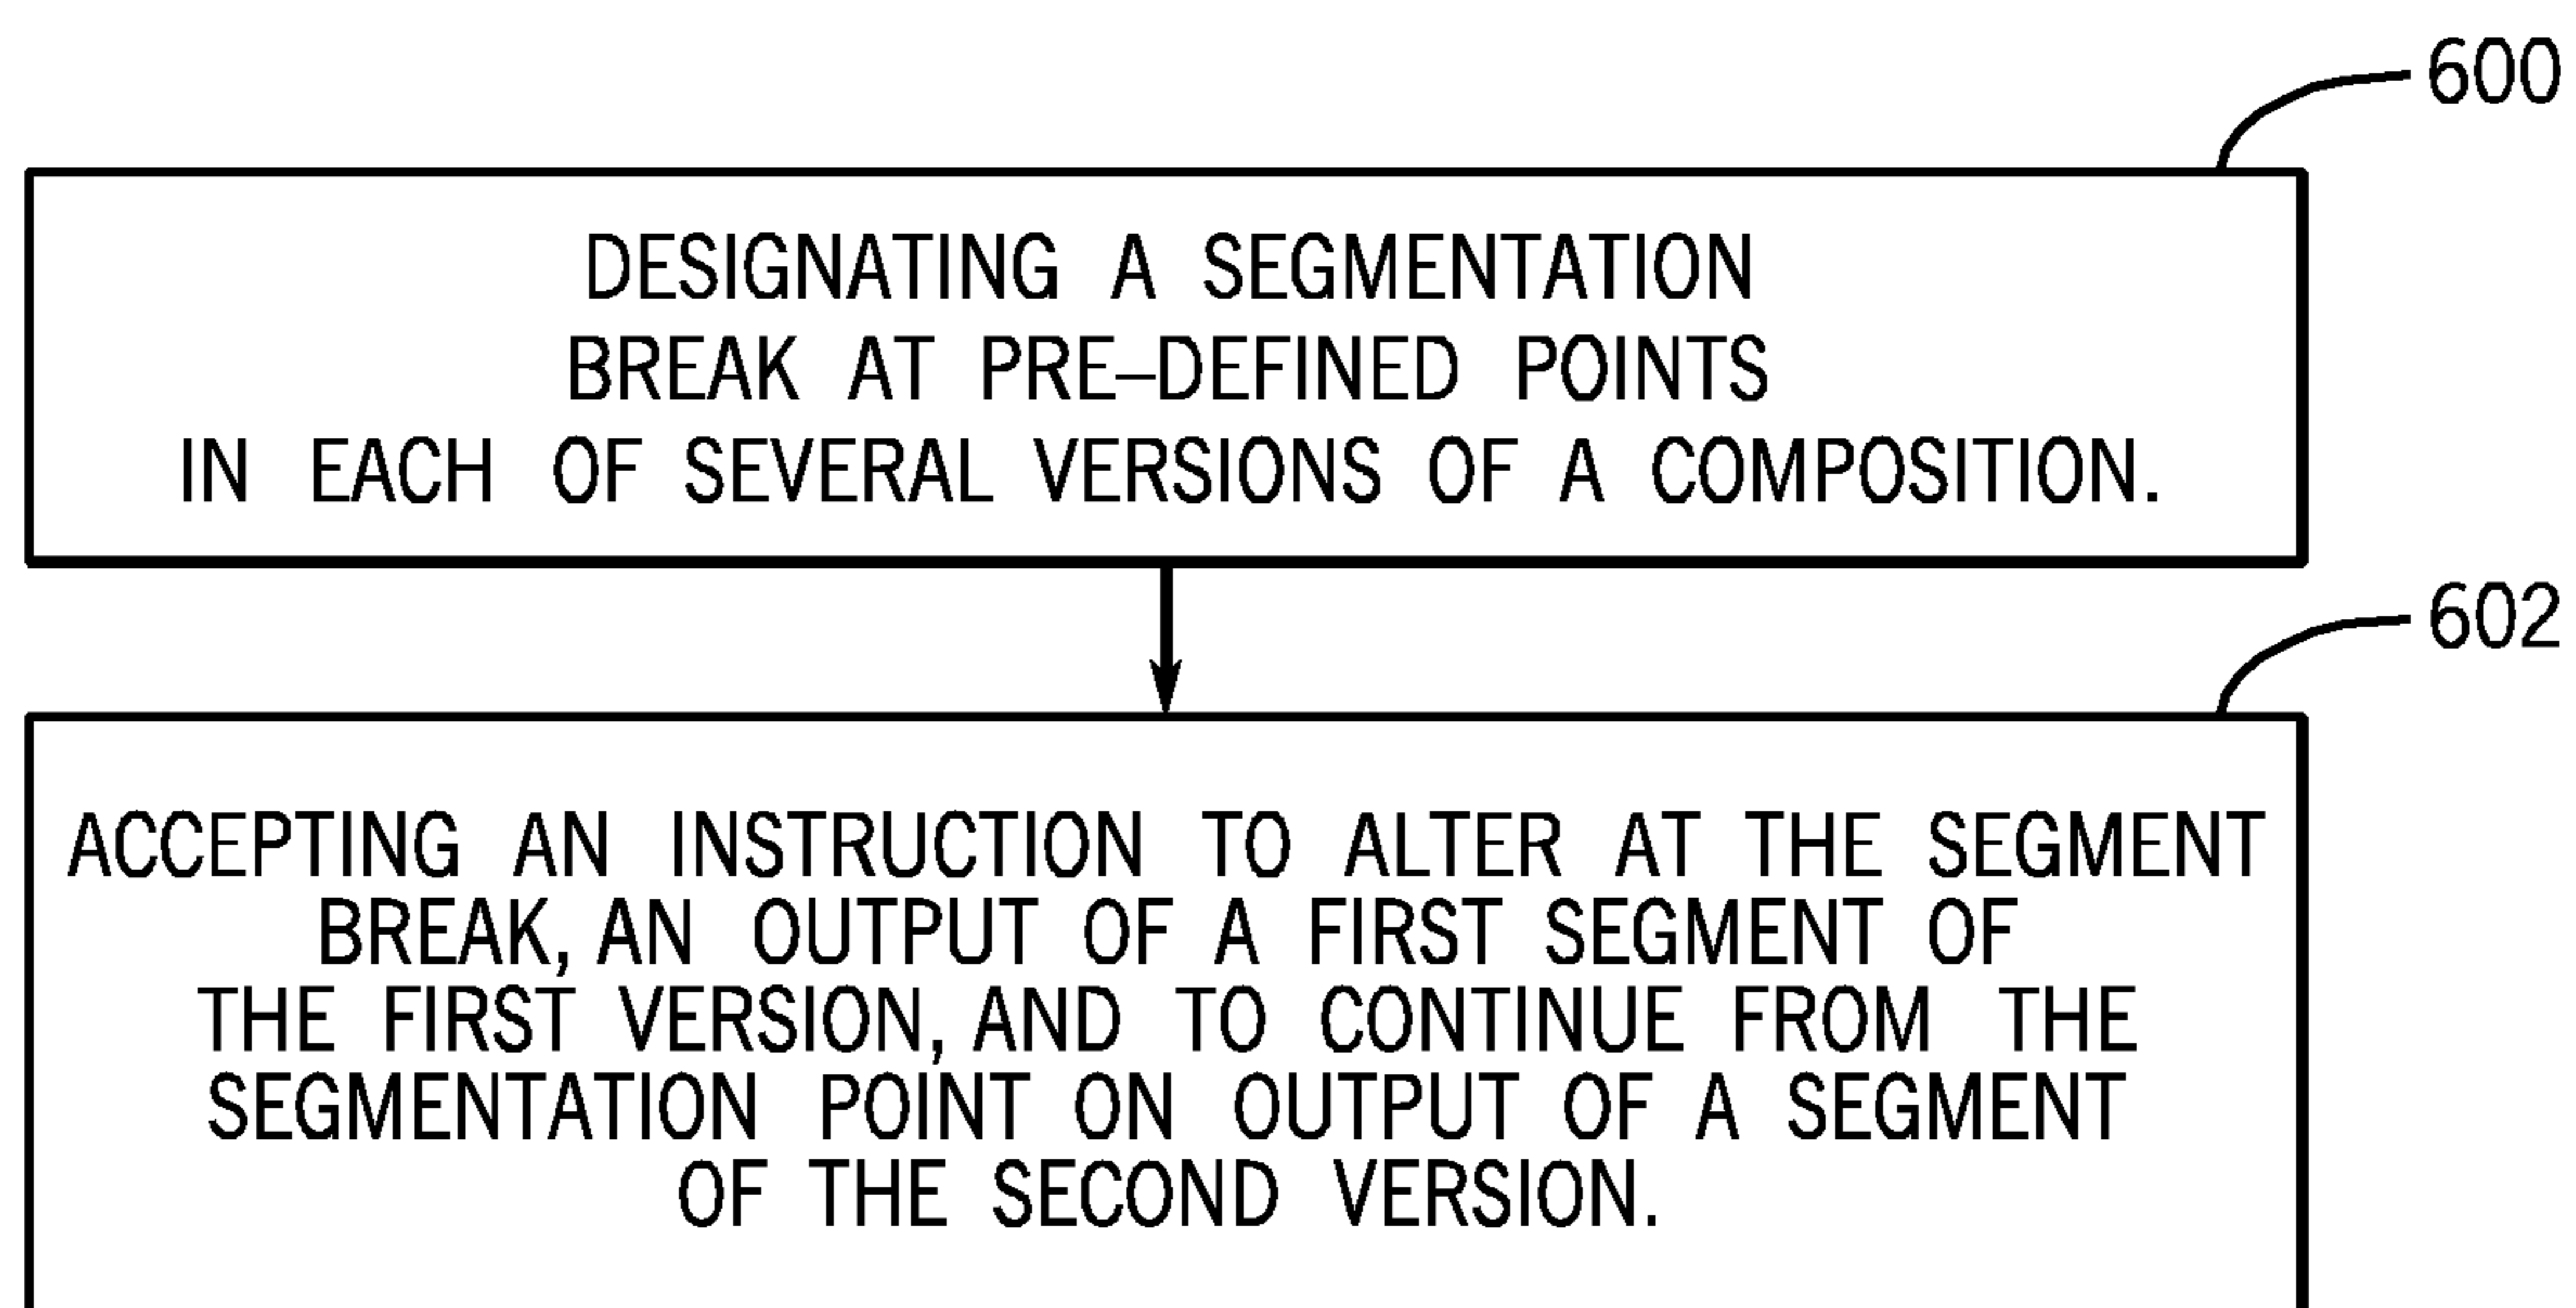 600
DESIGNATING A SEGMENTATION
BREAK AT PRE–DEFINED POINTS
IN EACH OF SEVERAL VERSIONS OF A COMPOSITION.
602
ACCEPTING AN INSTRUCTION TO ALTER AT THE SEGMENT
BREAK, AN OUTPUT OF A FIRST SEGMENT OF
THE FIRST VERSION, AND TO CONTINUE FROM THE
SEGMENTATION POINT ON OUTPUT OF A SEGMENT
OF THE SECOND VERSION.